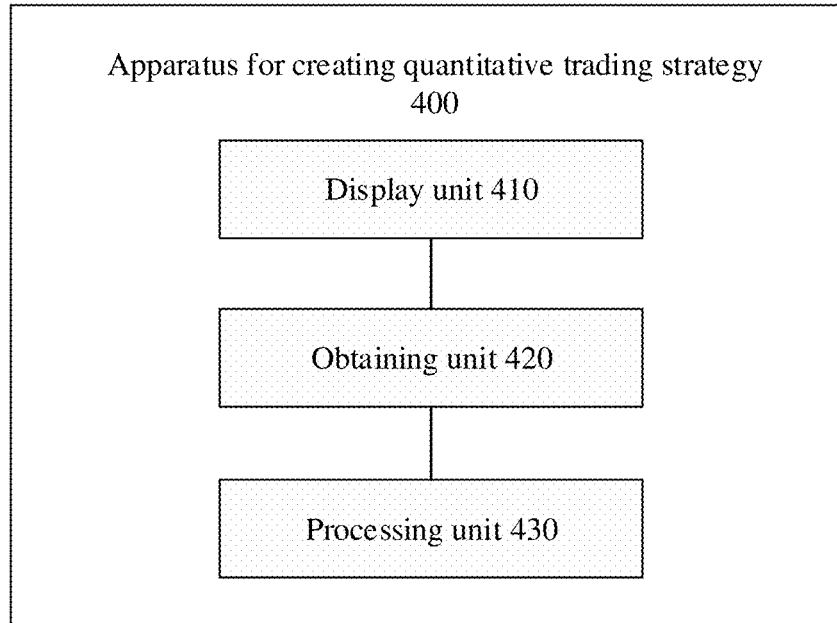 Apparatus for creating quantitative trading strategy
400
Display unit 410
Obtaining unit 420
Processing unit 430